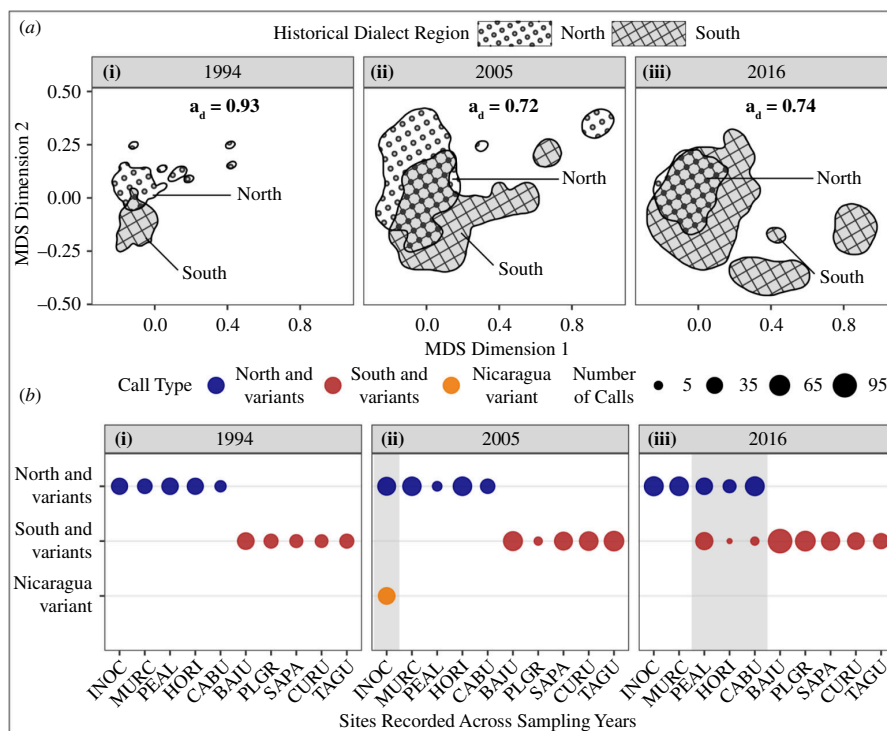 (a) Historical Dialect Region North South
(i) 1994 (ii) 2005 (iii) 2016
a_d = 0.93 a_d = 0.72 a_d = 0.74
MDS Dimension 2
0.50
0.25
0.00
–0.25
–0.50
North
South
North
South
North
South
0.0 0.4 0.8 0.0 0.4 0.8 0.0 0.4 0.8
MDS Dimension 1
(b) Call Type North and variants South and variants Nicaragua variant Number of Calls 5 35 65 95
(i) 1994 (ii) 2005 (iii) 2016
North and
variants
South and
variants
Nicaragua
variant
INOC MURC PEAL HORI CABU BAJU PLGR SAPA CURU TAGU INOC MURC PEAL HORI CABU BAJU PLGR SAPA CURU TAGU INOC MURC PEAL HORI CABU BAJU PLGR SAPA CURU TAGU
Sites Recorded Across Sampling Years